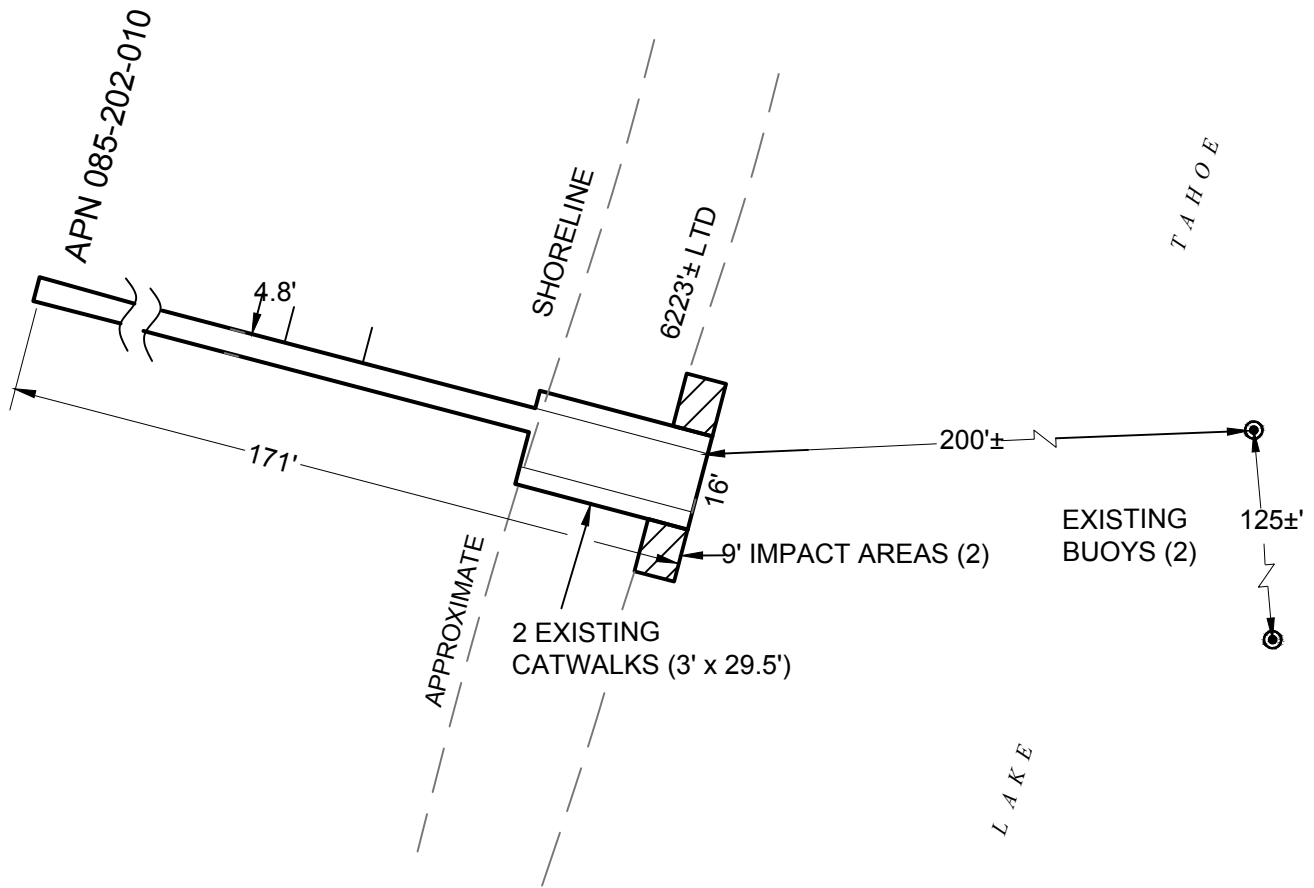 APN 085-202-010
4.8'
171'
APPROXIMATE SHORELINE
6223'± LTD
16'
200'±
9' IMPACT AREAS (2)
2 EXISTING
CATWALKS (3' x 29.5')
EXISTING
BUOYS (2)
125±'
LAKE TAHOE